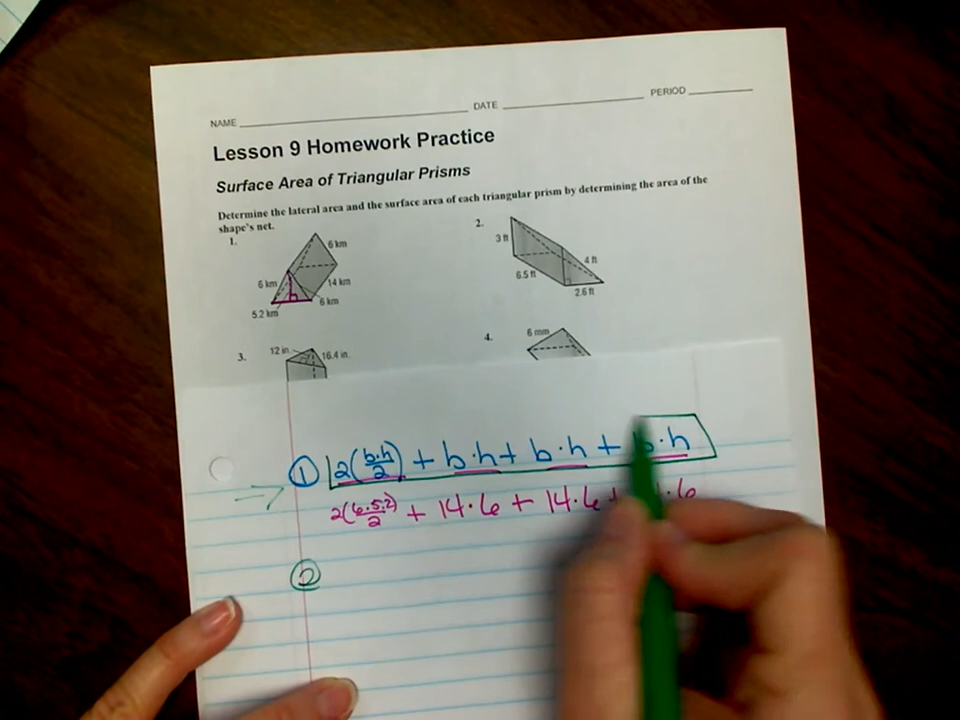 NAME DATE PERIOD
Lesson 9 Homework Practice
Surface Area of Triangular Prisms
Determine the lateral area and the surface area of each triangular prism by determining the area of the
shape's net.
1. 6 km 6 km 14 km 6 km 5.2 km
2. 3 ft 4 ft 6.5 ft 2.6 ft
3. 12 in. 16.4 in.
4. 6 mm
① 2(b·h/2) + b·h + b·h + b·h
2(6·5.2/2) + 14·6 + 14·6 ·6
②